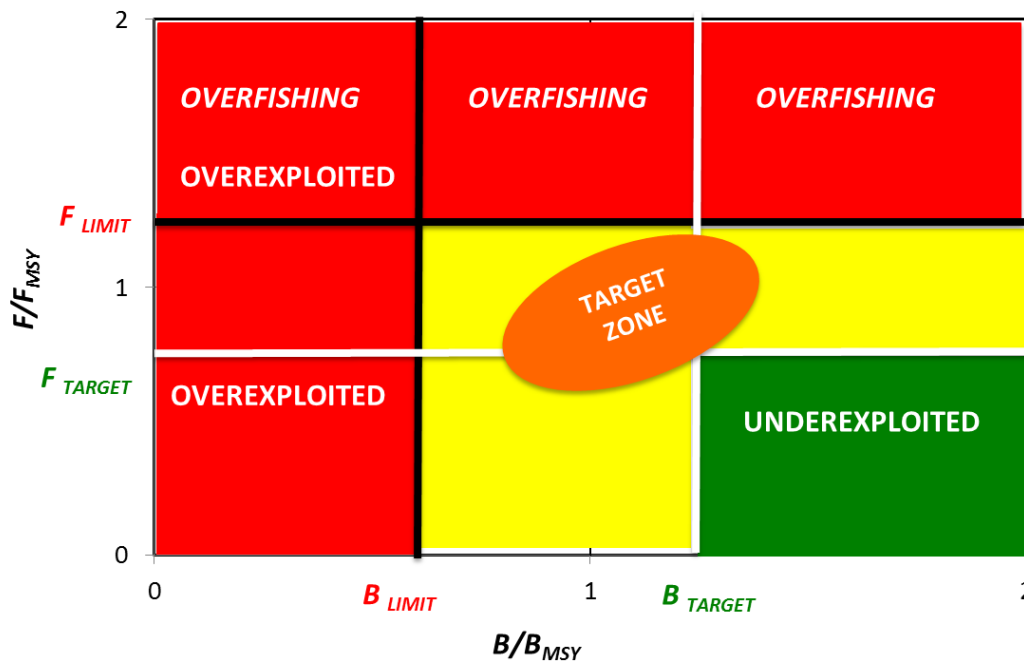 2
OVERFISHING
OVERFISHING
OVERFISHING
OVEREXPLOITED
F LIMIT
F/FMSY
1
TARGET
ZONE
F TARGET
OVEREXPLOITED
UNDEREXPLOITED
0
0
B LIMIT
1
B TARGET
2
B/BMSY